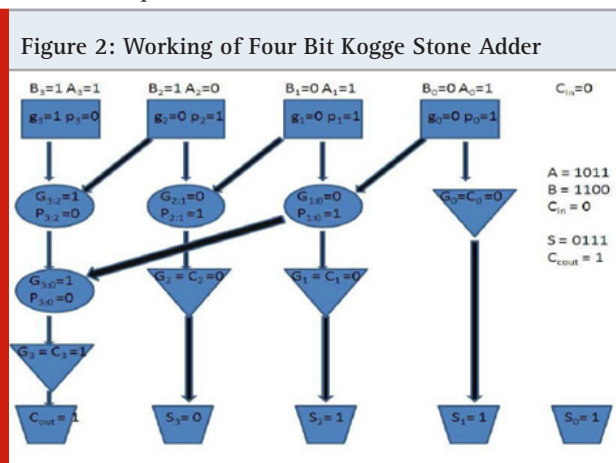 Figure 2: Working of Four Bit Kogge Stone Adder
B₃=1 A₃=1 B₂=1 A₂=0 B₁=0 A₁=1 B₀=0 A₀=1 Cᵢₙ=0
g₃=1 p₃=0 g₂=0 p₂=1 g₁=0 p₁=1 g₀=0 p₀=1
A = 1011
B = 1100
Cᵢₙ = 0
S = 0111
C_cout = 1
G₃:₂=1 G₂:₁=0 G₁:₀=0 G₀=C₀=0
P₃:₂=0 P₂:₁=1 P₁:₀=1
G₃:₀=1 G₂ = C₂=0 G₁ = C₁=0
P₃:₀=0
G₃ = C₃=1
C_out = 1 S₃=0 S₂=1 S₁=1 S₀=1